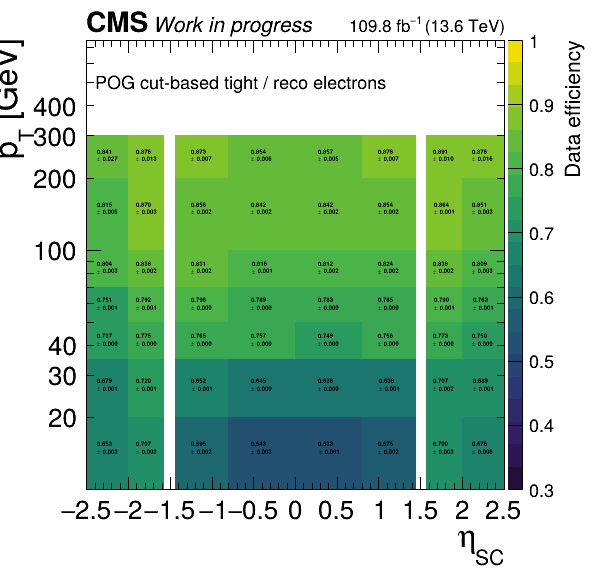 CMS Work in progress 109.8 fb⁻¹ (13.6 TeV)
POG cut-based tight / reco electrons
p_T [GeV]
Data efficiency
400
300
200
100
40
30
20
1
0.9
0.8
0.7
0.6
0.5
0.4
0.3
0.841 0.876 0.873 0.854 0.857 0.878 0.891 0.878
± 0.027 ± 0.013 ± 0.007 ± 0.006 ± 0.005 ± 0.007 ± 0.010 ± 0.016
0.815 0.870 0.856 0.842 0.842 0.854 0.864 0.851
± 0.005 ± 0.003 ± 0.002 ± 0.002 ± 0.002 ± 0.002 ± 0.001 ± 0.003
0.804 0.838 0.831 0.816 0.812 0.824 0.838 0.809
± 0.003 ± 0.002 ± 0.002 ± 0.001 ± 0.002 ± 0.002 ± 0.002 ± 0.003
0.751 0.792 0.796 0.789 0.783 0.785 0.790 0.763
± 0.001 ± 0.001 ± 0.000 ± 0.000 ± 0.000 ± 0.000 ± 0.001 ± 0.001
0.737 0.775 0.765 0.757 0.749 0.756 0.773 0.750
± 0.000 ± 0.000 ± 0.000 ± 0.000 ± 0.000 ± 0.000 ± 0.000 ± 0.000
0.679 0.720 0.652 0.645 0.638 0.638 0.707 0.689
± 0.001 ± 0.001 ± 0.001 ± 0.000 ± 0.000 ± 0.001 ± 0.002 ± 0.001
0.653 0.707 0.595 0.543 0.533 0.575 0.700 0.676
± 0.003 ± 0.003 ± 0.002 ± 0.003 ± 0.001 ± 0.002 ± 0.003 ± 0.006
−2.5 −2 −1.5 −1 −0.5 0 0.5 1 1.5 2 2.5
η_SC